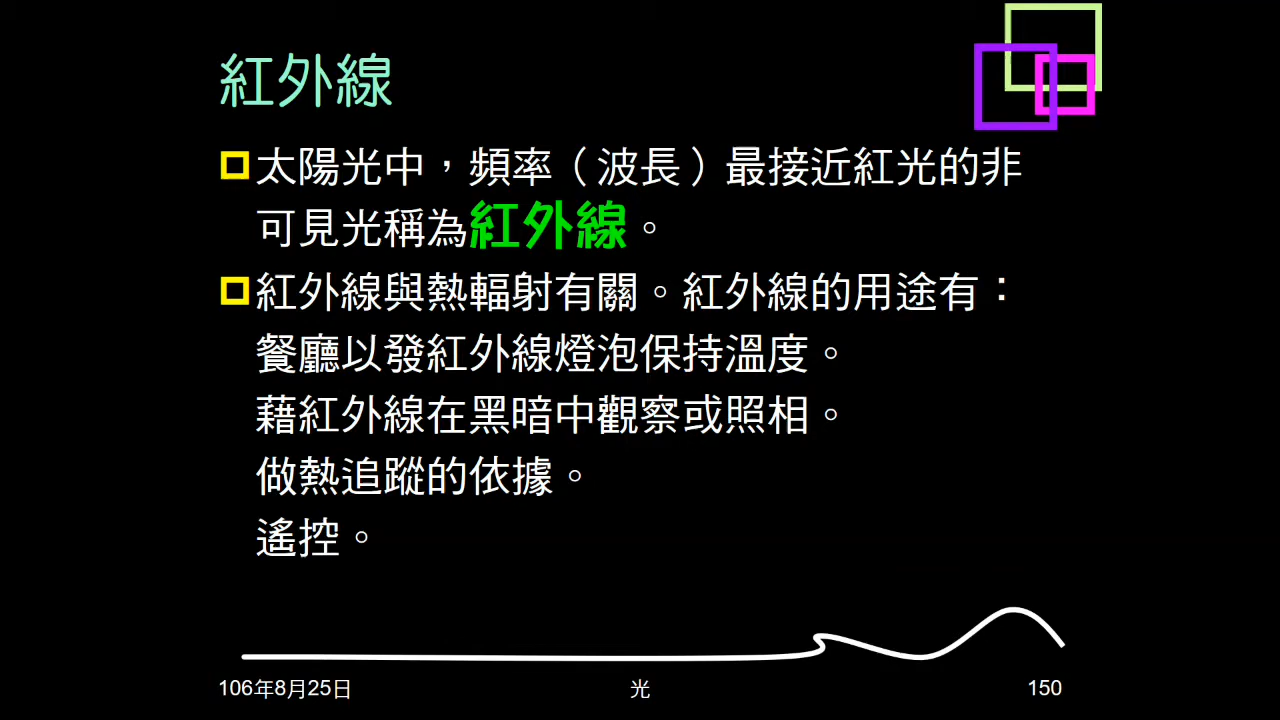 紅外線
太陽光中，頻率（波長）最接近紅光的非
可見光稱為紅外線。
紅外線與熱輻射有關。紅外線的用途有：
餐廳以發紅外線燈泡保持溫度。
藉紅外線在黑暗中觀察或照相。
做熱追蹤的依據。
遙控。
106年8月25日
光
150